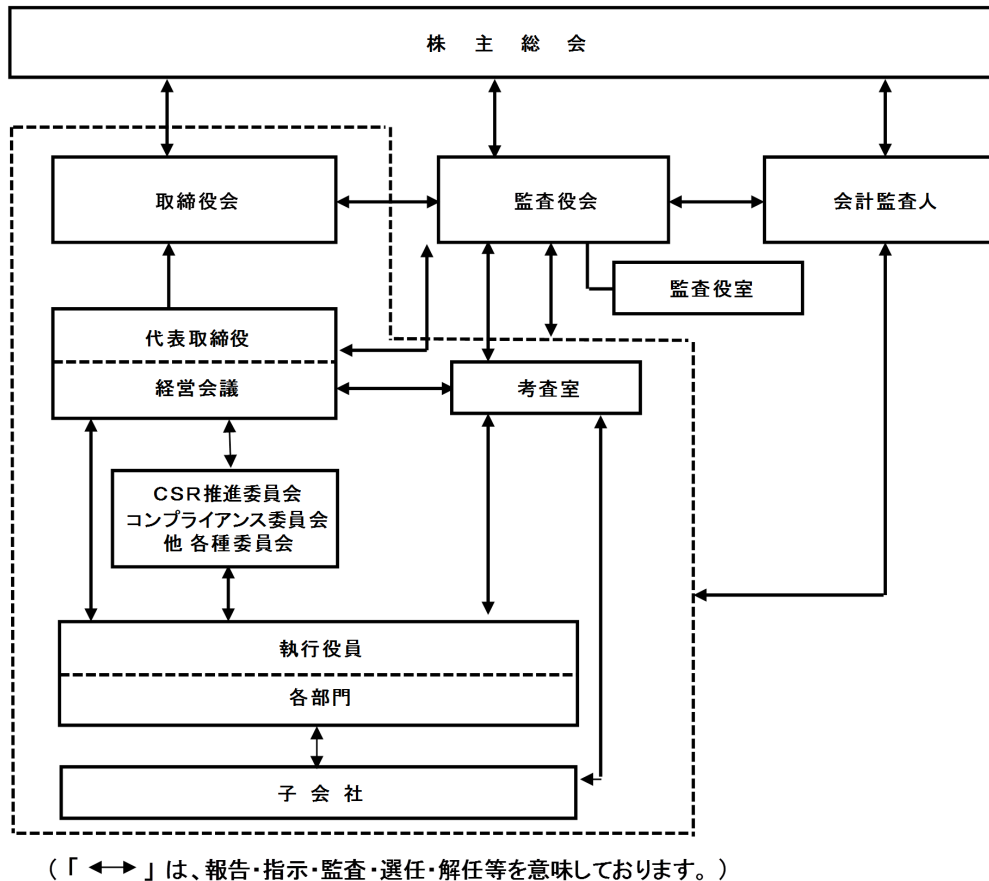 株主総会
取締役会
監査役会
会計監査人
監査役室
代表取締役
経営会議
考査室
CSR推進委員会
コンプライアンス委員会
他 各種委員会
執行役員
各部門
子会社
(「 ←→ 」は、報告・指示・監査・選任・解任等を意味しております。)